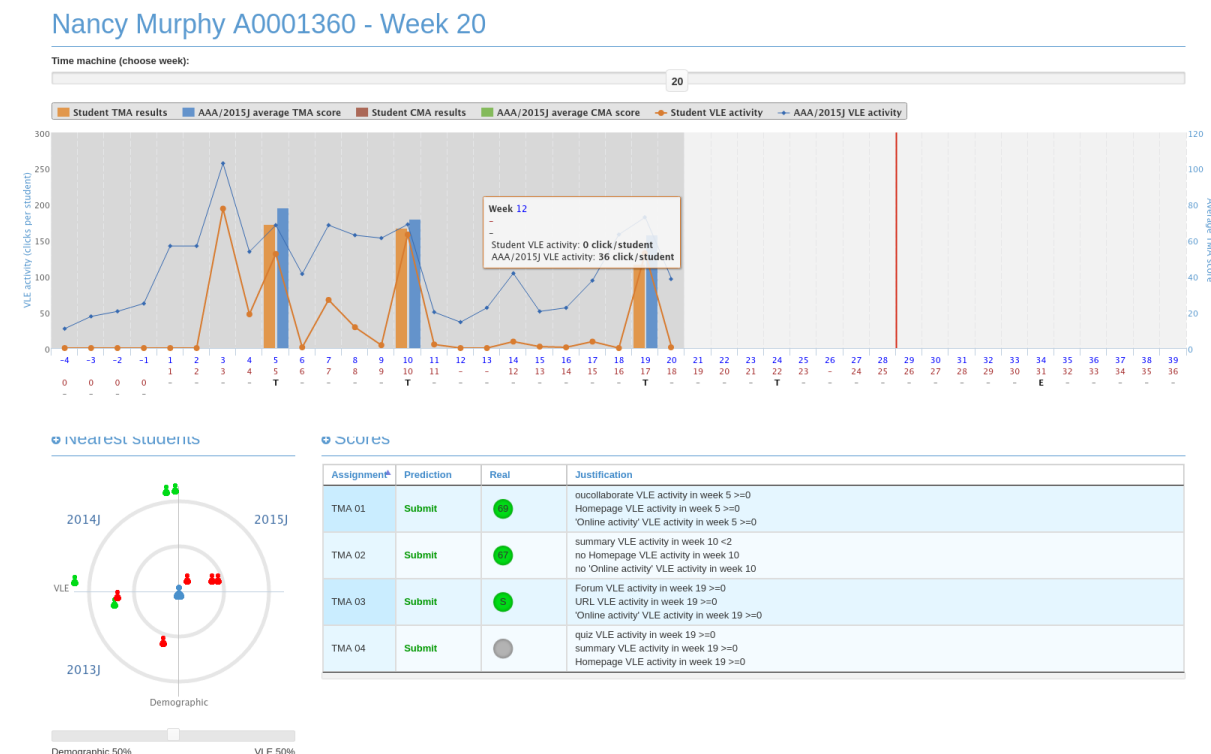 Nancy Murphy A0001360 - Week 20
Time machine (choose week):
20
Student TMA results AAA/2015J average TMA score Student CMA results AAA/2015J average CMA score Student VLE activity AAA/2015J VLE activity
300
250
200
150
100
50
0
VLE activity (clicks per student)
120
100
80
60
40
20
0
Average TMA score
Week 12
–
–
Student VLE activity: 0 click/student
AAA/2015J VLE activity: 36 click/student
−4 −3 −2 −1 1 2 3 4 5 6 7 8 9 10 11 12 13 14 15 16 17 18 19 20 21 22 23 24 25 26 27 28 29 30 31 32 33 34 35 36 37 38 39
1 2 3 4 5 6 7 8 9 10 11 – – 12 13 14 15 16 17 18 19 20 21 22 23 – 24 25 26 27 28 29 30 31 32 33 34 35 36
0 0 0 0 – – – – T – – – – T – – – – – – – – T – – – – T – – – – – – – – – E – – – – –
– – – –
Nearest students
2014J
2015J
VLE
2013J
Demographic
Demographic 50% VLE 50%
Scores
Assignment Prediction Real Justification
TMA 01 Submit 69 oucollaborate VLE activity in week 5 >=0
Homepage VLE activity in week 5 >=0
'Online activity' VLE activity in week 5 >=0
TMA 02 Submit 67 summary VLE activity in week 10 <2
no Homepage VLE activity in week 10
no 'Online activity' VLE activity in week 10
TMA 03 Submit S Forum VLE activity in week 19 >=0
URL VLE activity in week 19 >=0
'Online activity' VLE activity in week 19 >=0
TMA 04 Submit quiz VLE activity in week 19 >=0
summary VLE activity in week 19 >=0
Homepage VLE activity in week 19 >=0